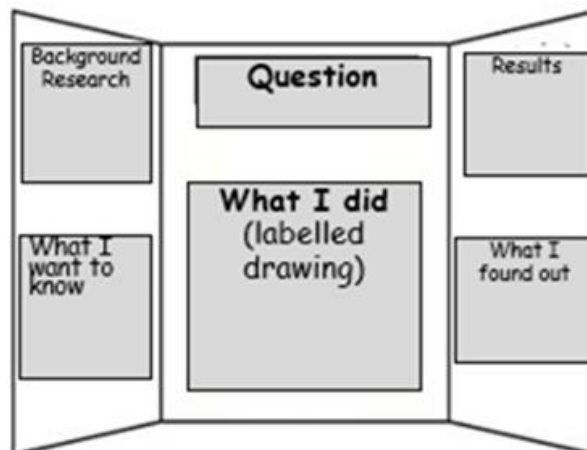 Background
Research
What I
want to
know
Question
What I did
(labelled
drawing)
Results
What I
found out